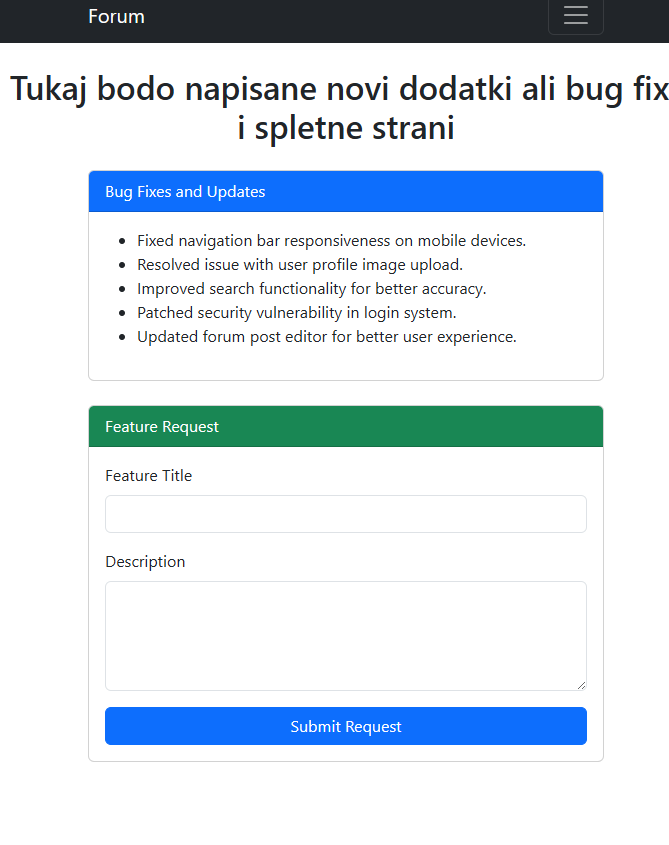 Forum
Tukaj bodo napisane novi dodatki ali bug fix
i spletne strani
Bug Fixes and Updates
Fixed navigation bar responsiveness on mobile devices.
Resolved issue with user profile image upload.
Improved search functionality for better accuracy.
Patched security vulnerability in login system.
Updated forum post editor for better user experience.
Feature Request
Feature Title
Description
Submit Request